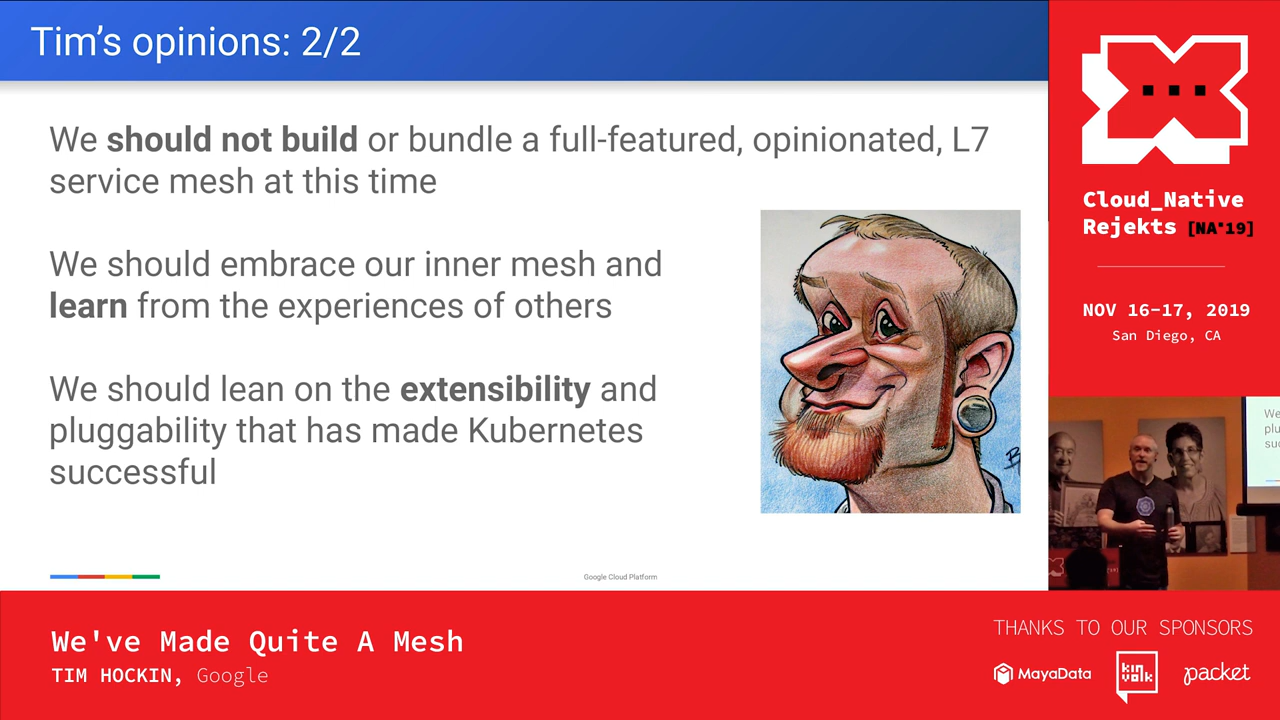 Tim's opinions: 2/2
We should not build or bundle a full-featured, opinionated, L7
service mesh at this time
We should embrace our inner mesh and
learn from the experiences of others
We should lean on the extensibility and
pluggability that has made Kubernetes
successful
Google Cloud Platform
Cloud_Native
Rejekts [NA'19]
NOV 16-17, 2019
San Diego, CA
We
plu
suc
We've Made Quite A Mesh
TIM HOCKIN, Google
THANKS TO OUR SPONSORS
MayaData
kinvolk
packet